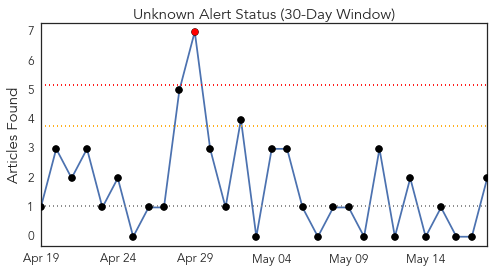 Unknown Alert Status (30-Day Window)
Articles Found
7
6
5
4
3
2
1
0
Apr 19
Apr 24
Apr 29
May 04
May 09
May 14